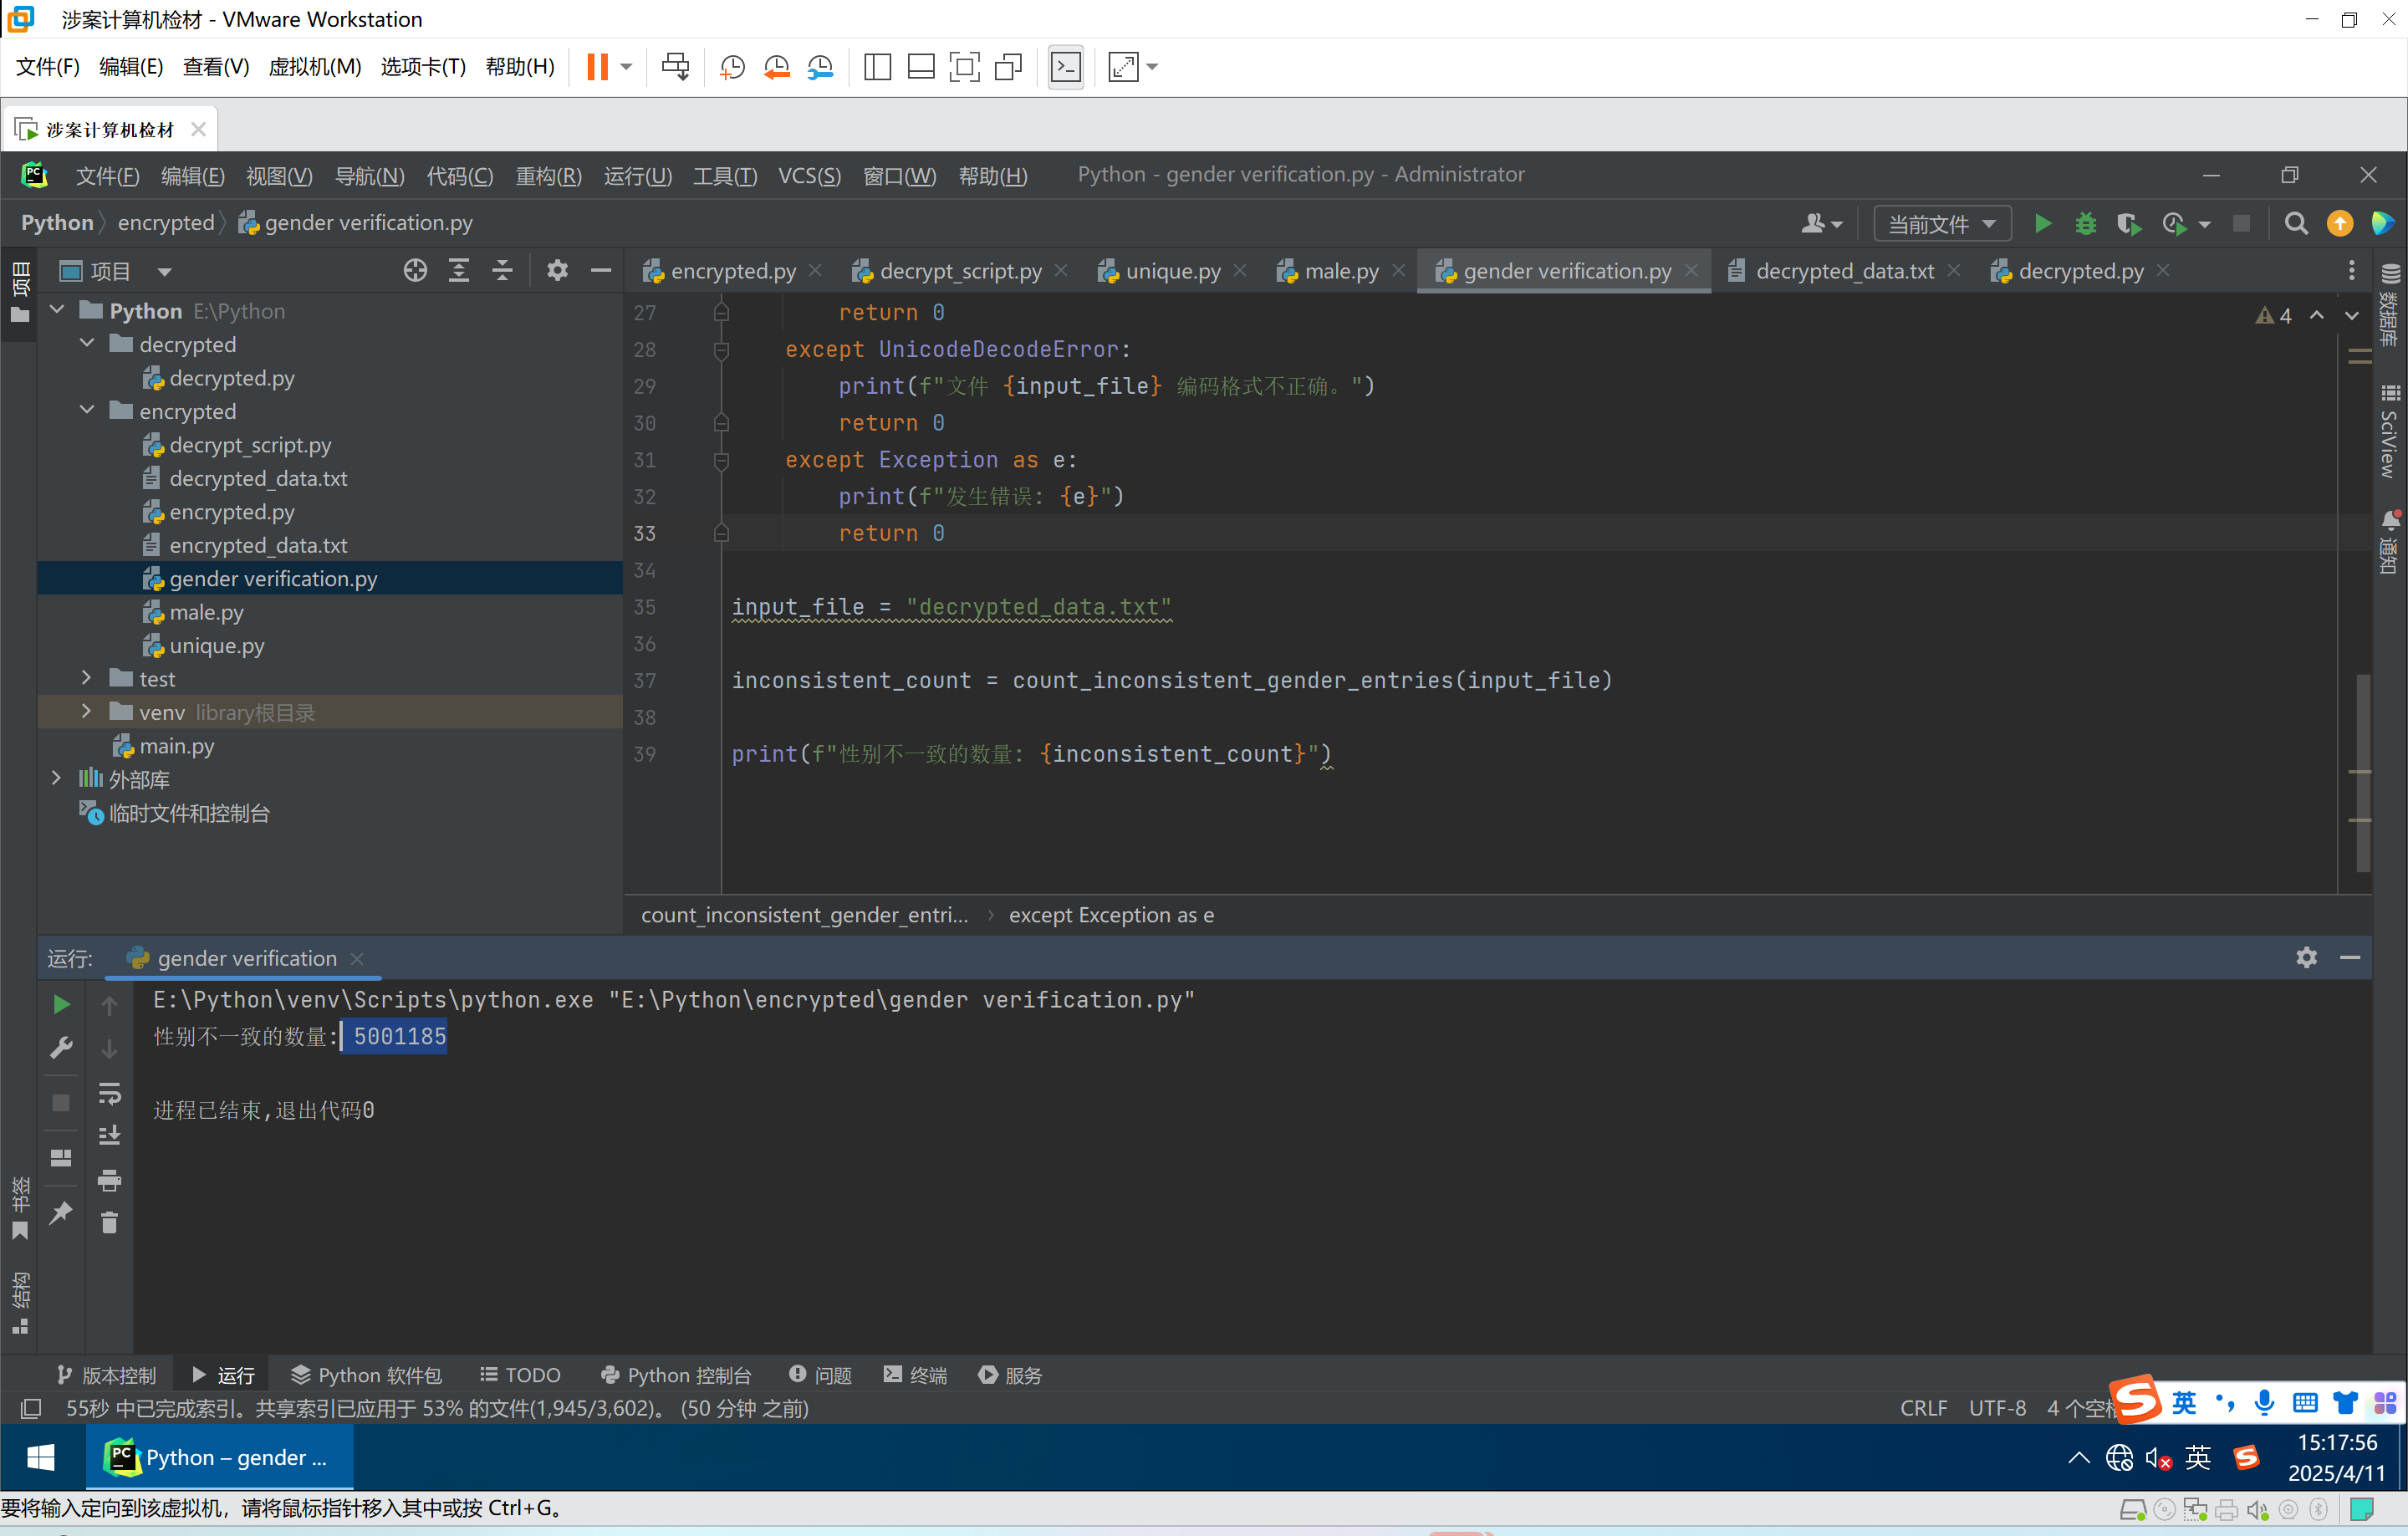 涉案计算机检材 - VMware Workstation
文件(F) 编辑(E) 查看(V) 虚拟机(M) 选项卡(T) 帮助(H)
涉案计算机检材
文件(F) 编辑(E) 视图(V) 导航(N) 代码(C) 重构(R) 运行(U) 工具(T) VCS(S) 窗口(W) 帮助(H) Python - gender verification.py - Administrator
Python encrypted gender verification.py
当前文件
项目
项目
encrypted.py decrypt_script.py unique.py male.py gender verification.py decrypted_data.txt decrypted.py
Python E:\Python
decrypted
decrypted.py
encrypted
decrypt_script.py
decrypted_data.txt
encrypted.py
encrypted_data.txt
gender verification.py
male.py
unique.py
test
venv library根目录
main.py
外部库
临时文件和控制台
27 return 0
28 except UnicodeDecodeError:
29 print(f"文件 {input_file} 编码格式不正确。")
30 return 0
31 except Exception as e:
32 print(f"发生错误: {e}")
33 return 0
34
35 input_file = "decrypted_data.txt"
36
37 inconsistent_count = count_inconsistent_gender_entries(input_file)
38
39 print(f"性别不一致的数量: {inconsistent_count}")
4
数据库
SciView
通知
count_inconsistent_gender_entri... › except Exception as e
运行: gender verification
E:\Python\venv\Scripts\python.exe "E:\Python\encrypted\gender verification.py"
性别不一致的数量: 5001185
进程已结束,退出代码0
书签
结构
版本控制 运行 Python 软件包 TODO Python 控制台 问题 终端 服务
55秒 中已完成索引。共享索引已应用于 53% 的文件(1,945/3,602)。 (50 分钟 之前)
CRLF UTF-8 4 个空格
英
Python – gender ...
英
15:17:56
2025/4/11
要将输入定向到该虚拟机，请将鼠标指针移入其中或按 Ctrl+G。